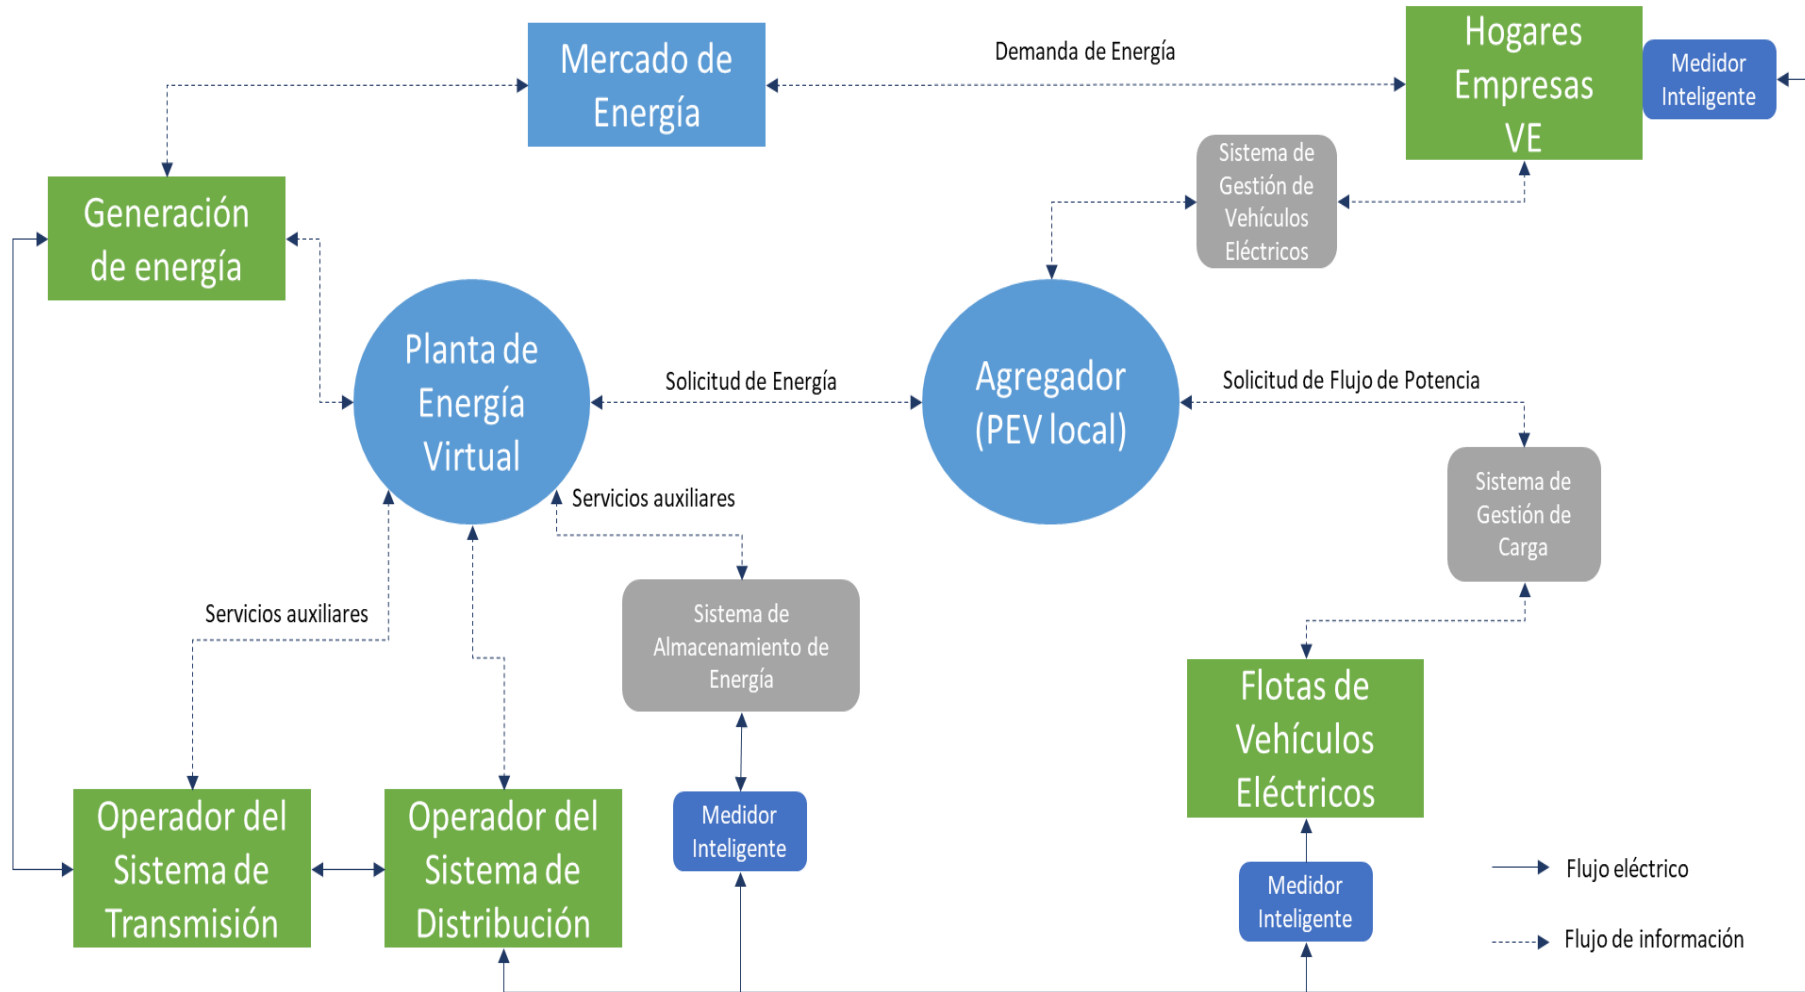 Mercado de
Energía
Demanda de Energía
Hogares
Empresas
VE
Medidor
Inteligente
Sistema de
Gestión de
Vehículos
Eléctricos
Generación
de energía
Planta de
Energía
Virtual
Solicitud de Energía
Agregador
(PEV local)
Solicitud de Flujo de Potencia
Sistema de
Gestión de
Carga
Servicios auxiliares
Servicios auxiliares
Sistema de
Almacenamiento de
Energía
Flotas de
Vehículos
Eléctricos
Operador del
Sistema de
Transmisión
Operador del
Sistema de
Distribución
Medidor
Inteligente
Medidor
Inteligente
Flujo eléctrico
Flujo de información